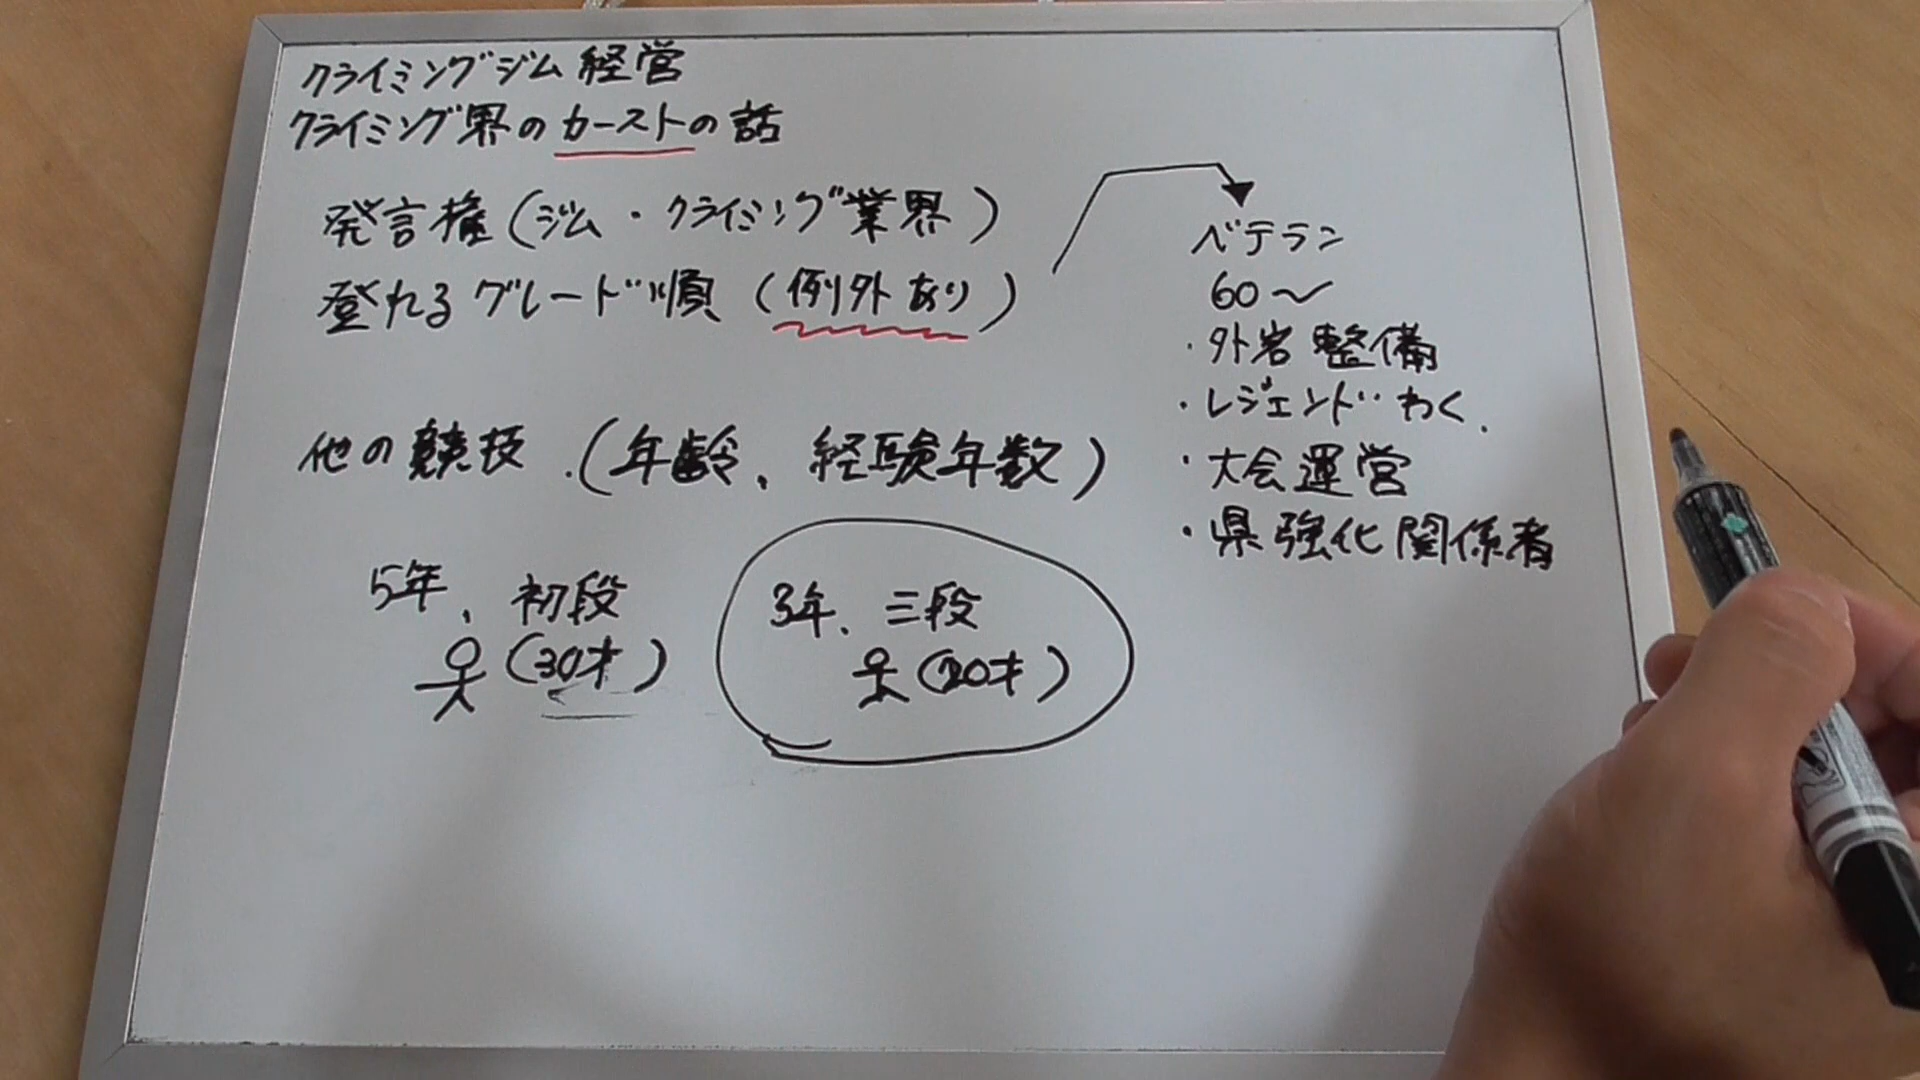 クライミングジム経営
クライミング界のカーストの話
発言権(ジム・クライミング業界)
登れるグレード順(例外あり)
他の競技.(年齢、経験年数)
5年、初段
(30才)
3年、三段
(20才)
ベテラン
60〜
・外岩整備
・レジェンドわく.
・大会運営
・県強化関係者